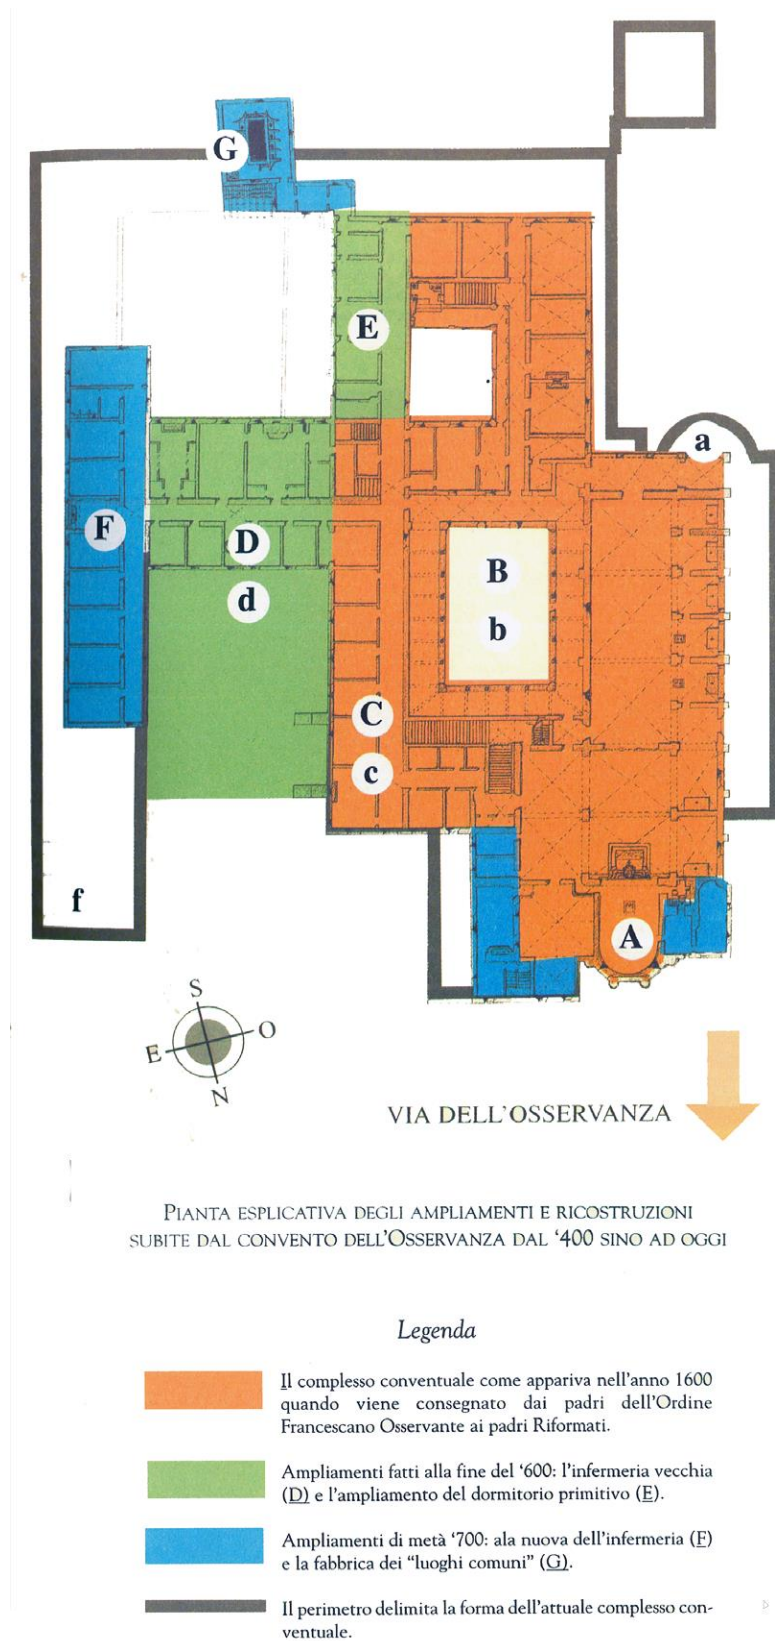 G
E
a
F
D
B
d
b
C
c
f
A
S
E
O
N
VIA DELL'OSSERVANZA
PIANTA ESPLICATIVA DEGLI AMPLIAMENTI E RICOSTRUZIONI
SUBITE DAL CONVENTO DELL'OSSERVANZA DAL '400 SINO AD OGGI
Legenda
Il complesso conventuale come appariva nell'anno 1600
quando viene consegnato dai padri dell'Ordine
Francescano Osservante ai padri Riformati.
Ampliamenti fatti alla fine del '600: l'infermeria vecchia
(D) e l'ampliamento del dormitorio primitivo (E).
Ampliamenti di metà '700: ala nuova dell'infermeria (F)
e la fabbrica dei "luoghi comuni" (G).
Il perimetro delimita la forma dell'attuale complesso con-
ventuale.